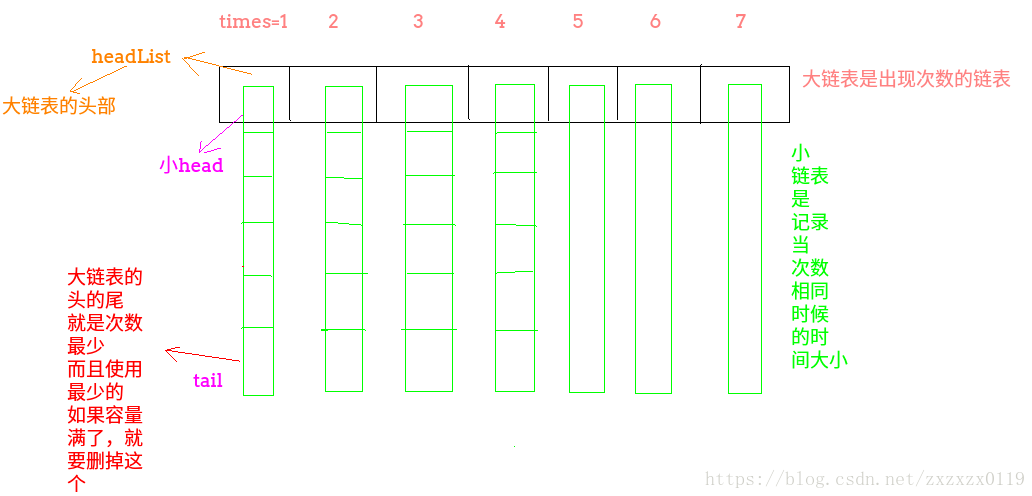 times=1 2 3 4 5 6 7
headList
大链表是出现次数的链表
大链表的头部
小head
小
链表
是
记录
当
次数
相同
时候
的时
间大小
大链表的
头的尾
就是次数
最少
而且使用
最少的
如果容量
满了，就
要删掉这
个
tail
https://blog.csdn.net/zxzxzx0119